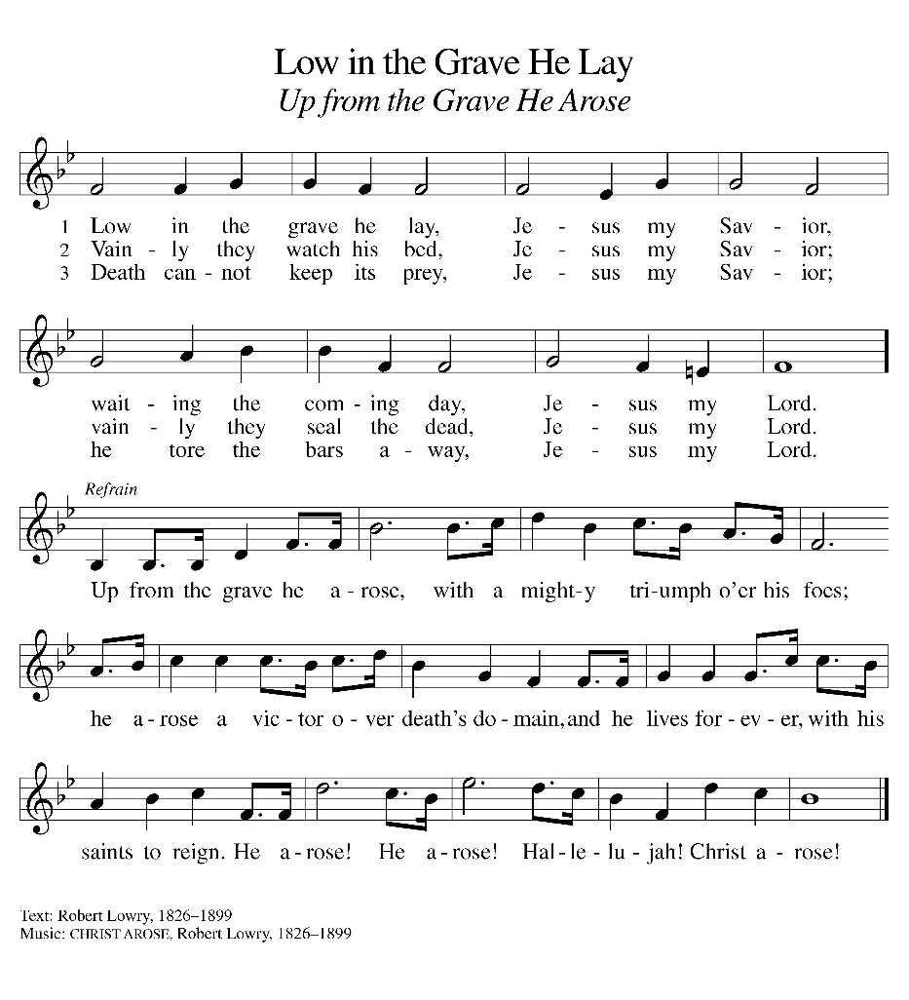 Low in the Grave He Lay
Up from the Grave He Arose
1 Low in the grave he lay, Je - sus my Sav - ior,
2 Vain - ly they watch his bed, Je - sus my Sav - ior;
3 Death can - not keep its prey, Je - sus my Sav - ior;
wait - ing the com - ing day, Je - sus my Lord.
vain - ly they seal the dead, Je - sus my Lord.
he tore the bars a - way, Je - sus my Lord.
Refrain
Up from the grave he a - rose, with a might-y tri-umph o'er his foes;
he a - rose a vic - tor o - ver death's do - main, and he lives for - ev - er, with his
saints to reign. He a - rose! He a - rose! Hal - le - lu - jah! Christ a - rose!
Text: Robert Lowry, 1826–1899
Music: CHRIST AROSE, Robert Lowry, 1826–1899